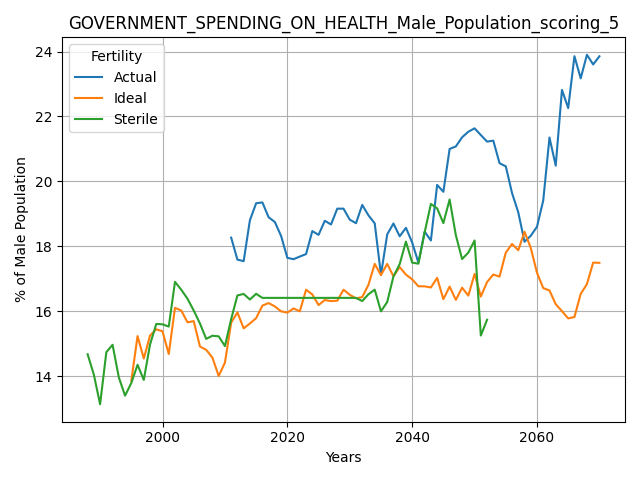 GOVERNMENT_SPENDING_ON_HEALTH_Male_Population_scoring_5
Fertility
Actual
Ideal
Sterile
% of Male Population
24
22
20
18
16
14
2000 2020 2040 2060
Years